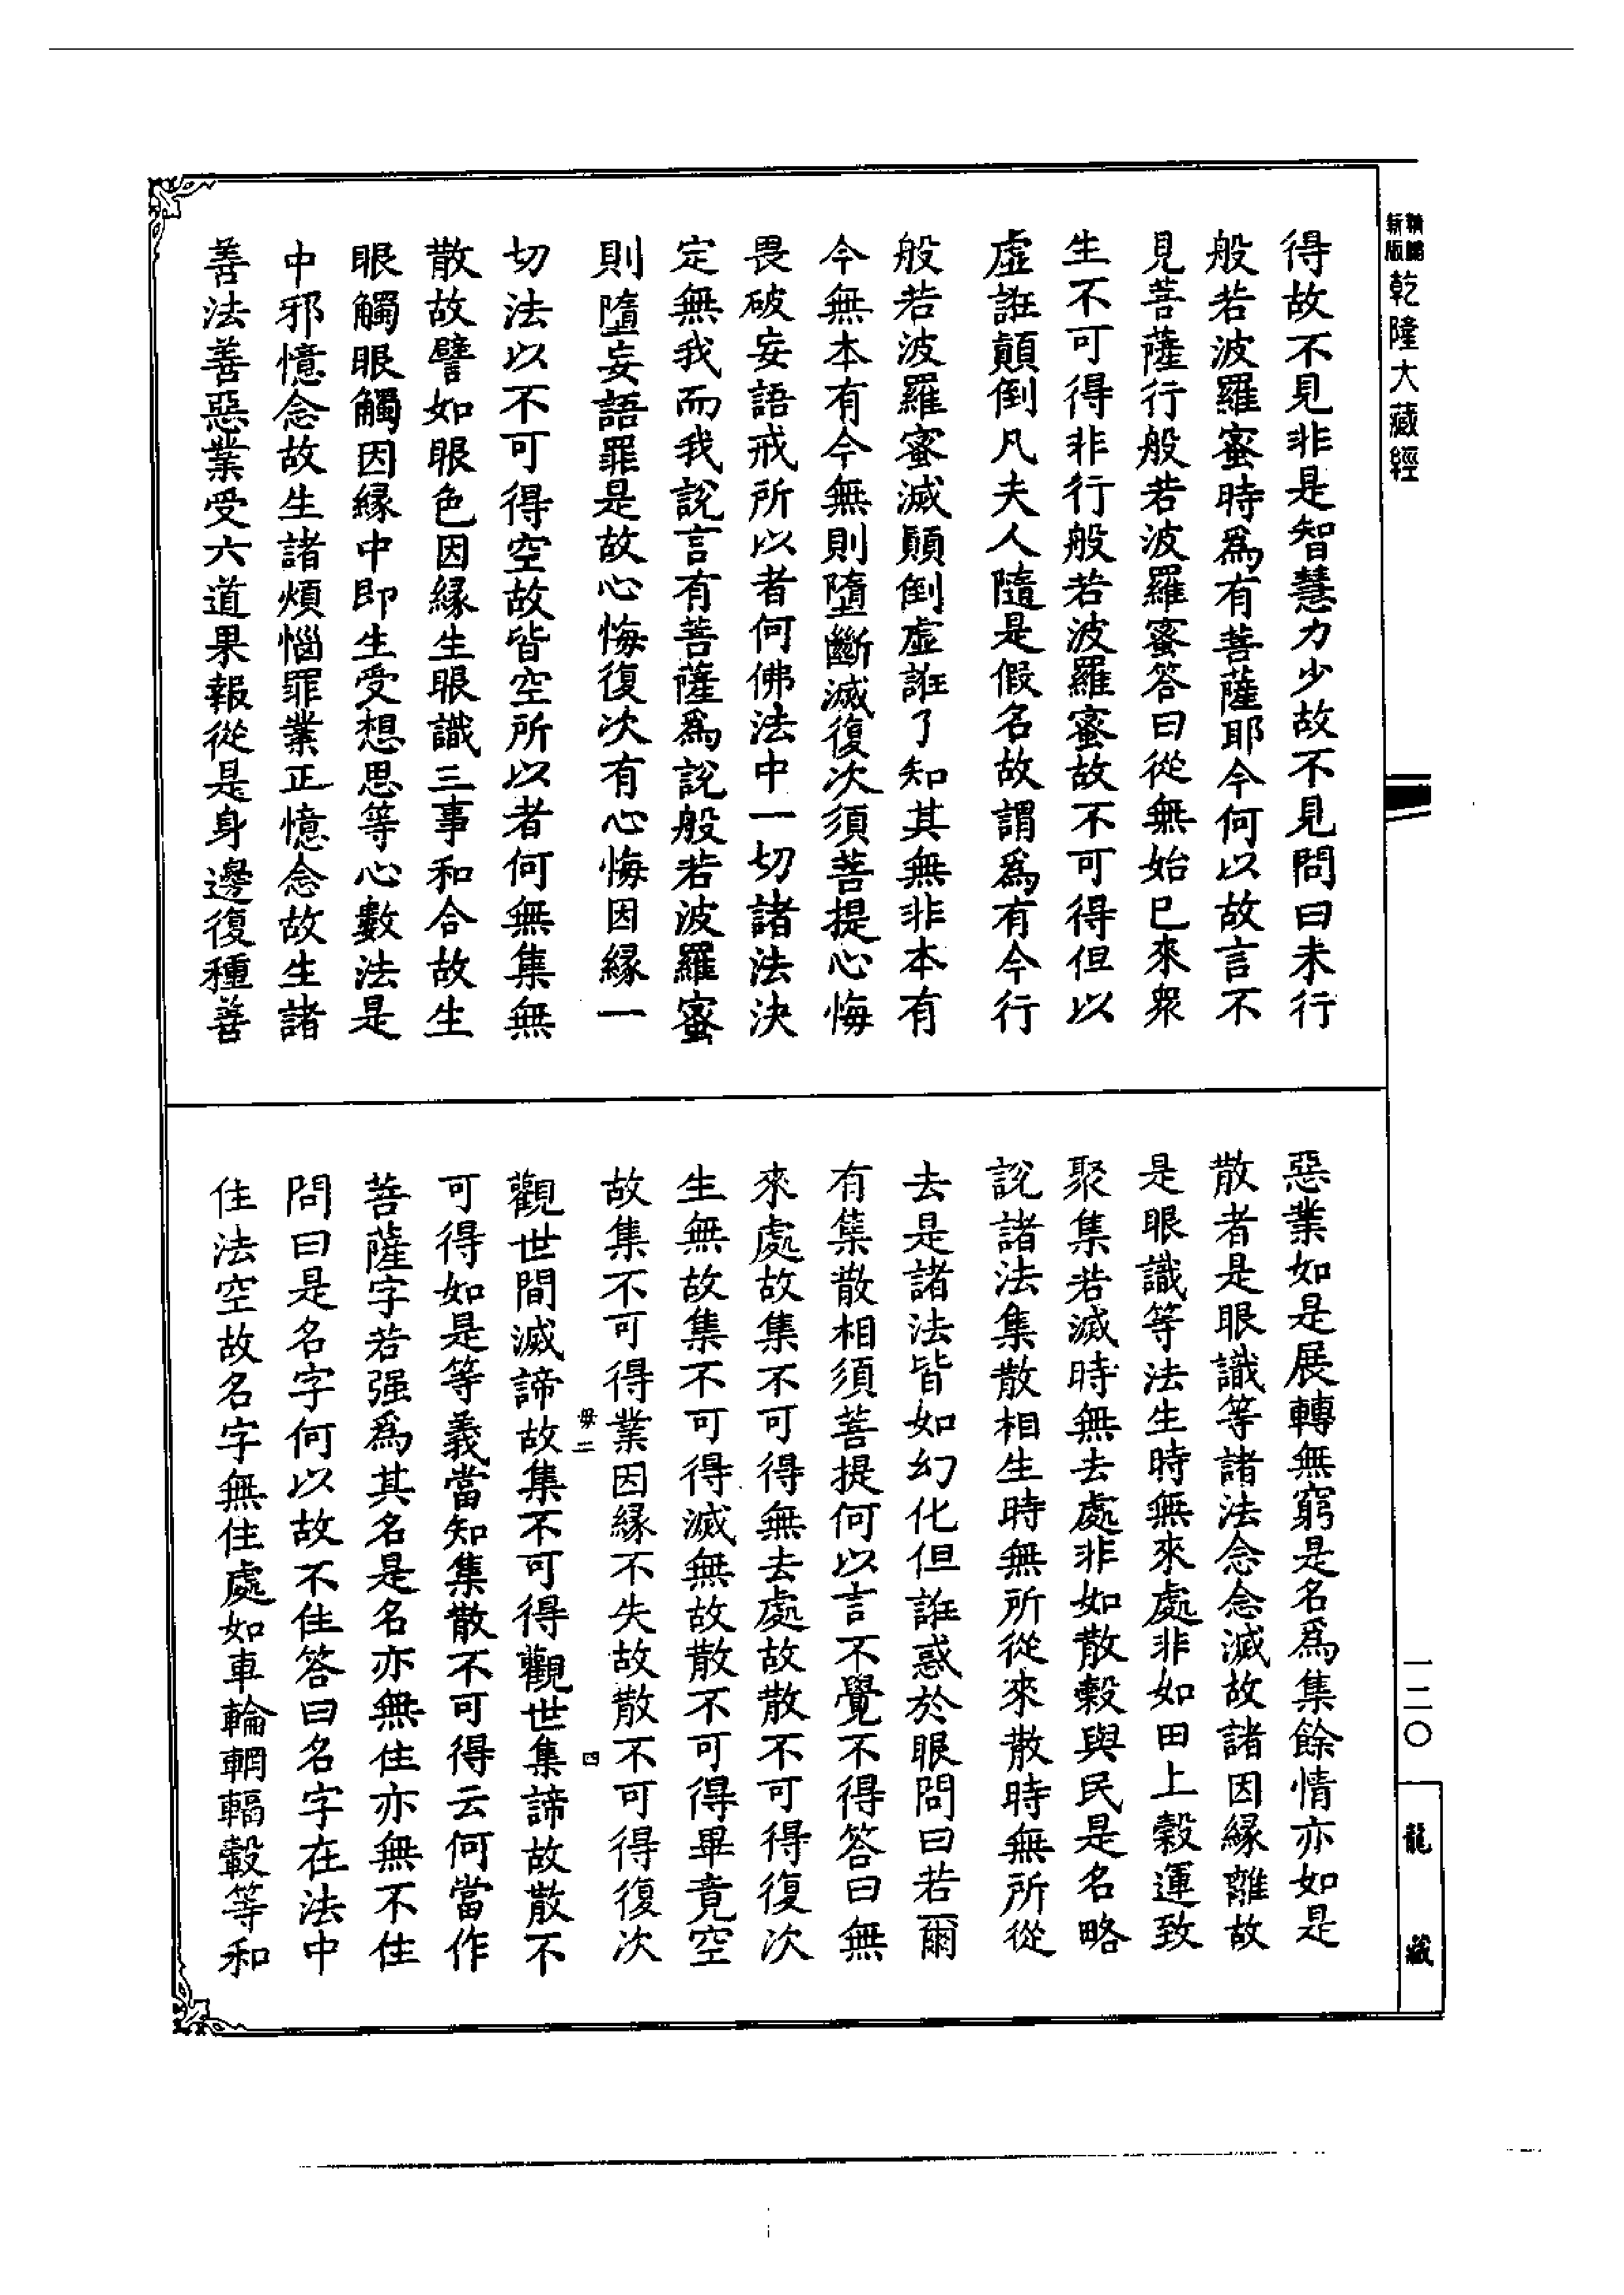 新版
精編
乾隆大藏經
得故不見非是智慧力少故不見問曰未行
般若波羅蜜時為有菩薩耶今何以故言不
見菩薩行般若波羅蜜答曰從無始已來眾
生不可得非行般若波羅蜜故不可得但以
虛誑顛倒凡夫人隨是假名故謂為有今行
般若波羅蜜滅顛倒虛誑了知其無非本有
今無本有今無則墮斷滅復次須菩提心悔
畏破妄語戒所以者何佛法中一切諸法決
定無我而我說言有菩薩為說般若波羅蜜
則墮妄語罪是故心悔復次有心悔因緣一
切法以不可得空故皆空所以者何無集無
散故譬如眼色因緣生眼識三事和合故生
眼觸眼觸因緣中即生受想思等心數法是
中邪憶念故生諸煩惱罪業正憶念故生諸
善法善惡業受六道果報從是身邊復種善
惡業如是展轉無窮是名為集餘情亦如是
散者是眼識等諸法念念滅故諸因緣離故
是眼識等法生時無來處非如田上穀運致
聚集若滅時無去處非如散穀與民是名略
說諸法集散相生時無所從來散時無所從
去是諸法皆如幻化但誑惑於眼問曰若爾
有集散相須菩提何以言不覺不得答曰無
來處故集不可得無去處故散不可得復次
生無故集不可得滅無故散不可得畢竟空
故集不可得業因緣不失故散不可得復次
毋二
四
觀世間滅諦故集不可得觀世集諦故散不
可得如是等義當知集散不可得云何當作
菩薩字若强為其名是名亦無住亦無不住
問曰是名字何以故不住答曰名字在法中
住法空故名字無住處如車輪輞輻轂等和
一二〇
龍藏